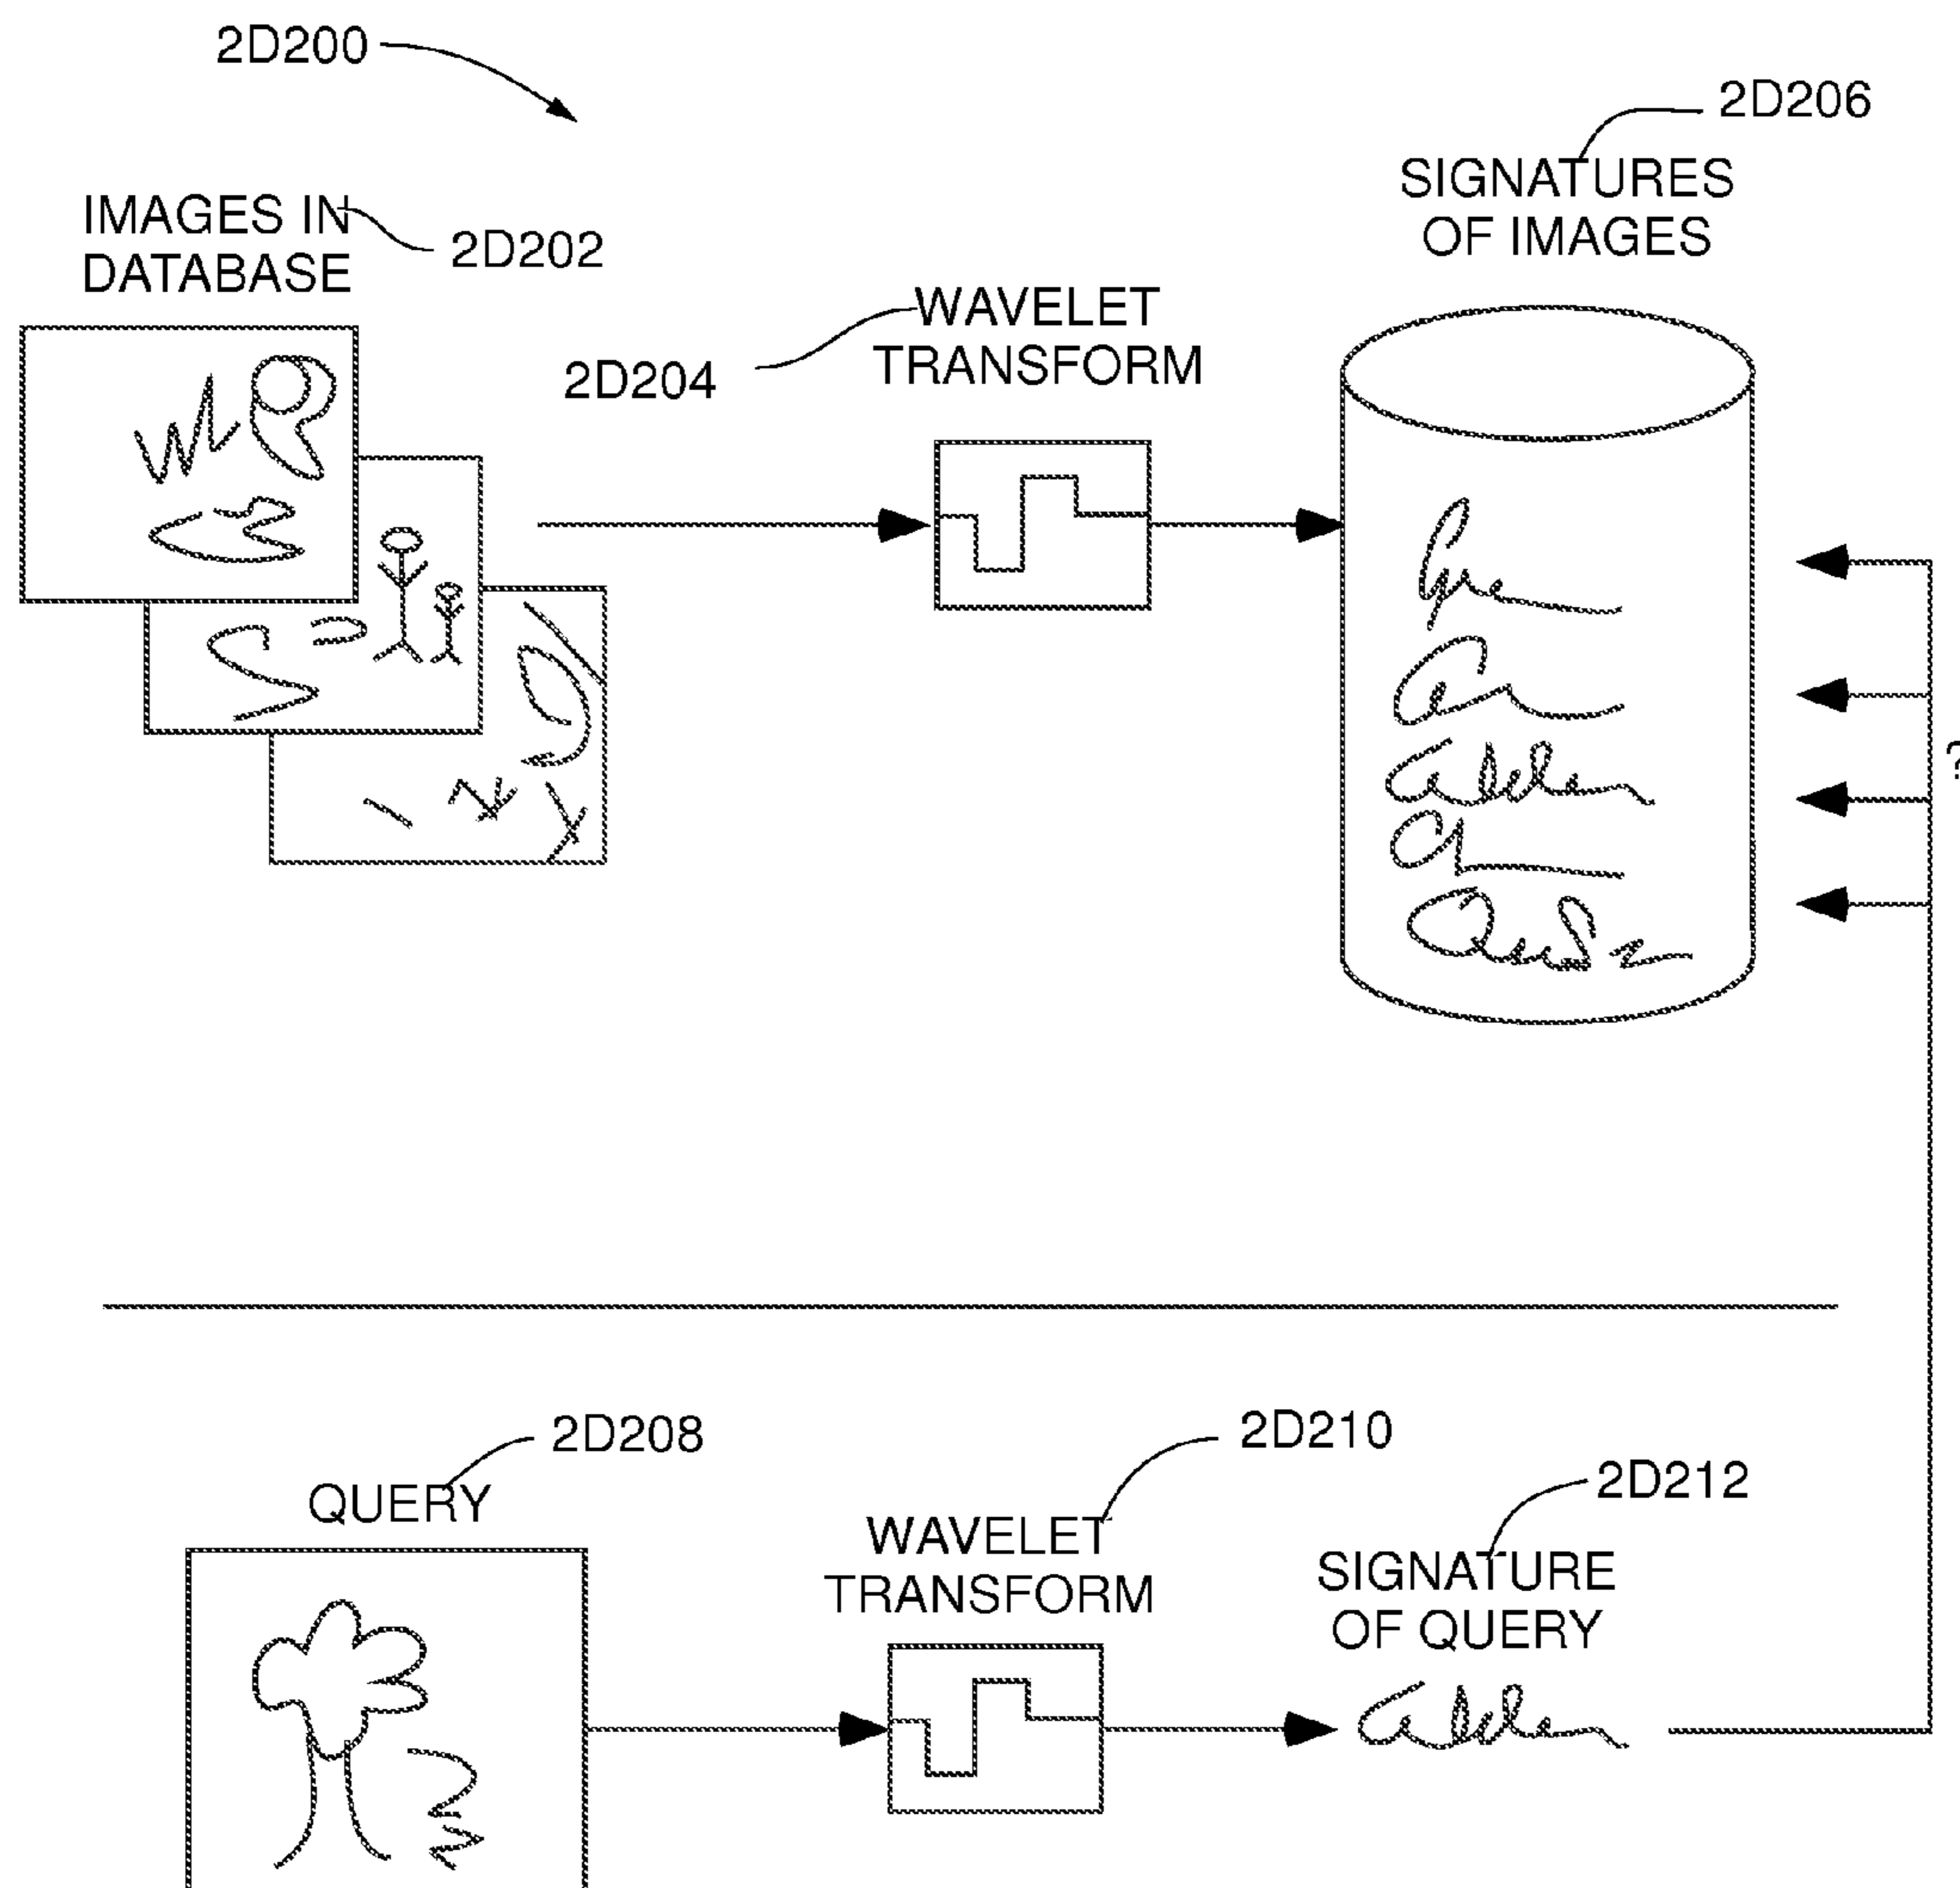 2D200
2D206
SIGNATURES
OF IMAGES
IMAGES IN
DATABASE
2D202
WAVELET
TRANSFORM
2D204
?
2D208
QUERY
2D210
WAVELET
TRANSFORM
2D212
SIGNATURE
OF QUERY